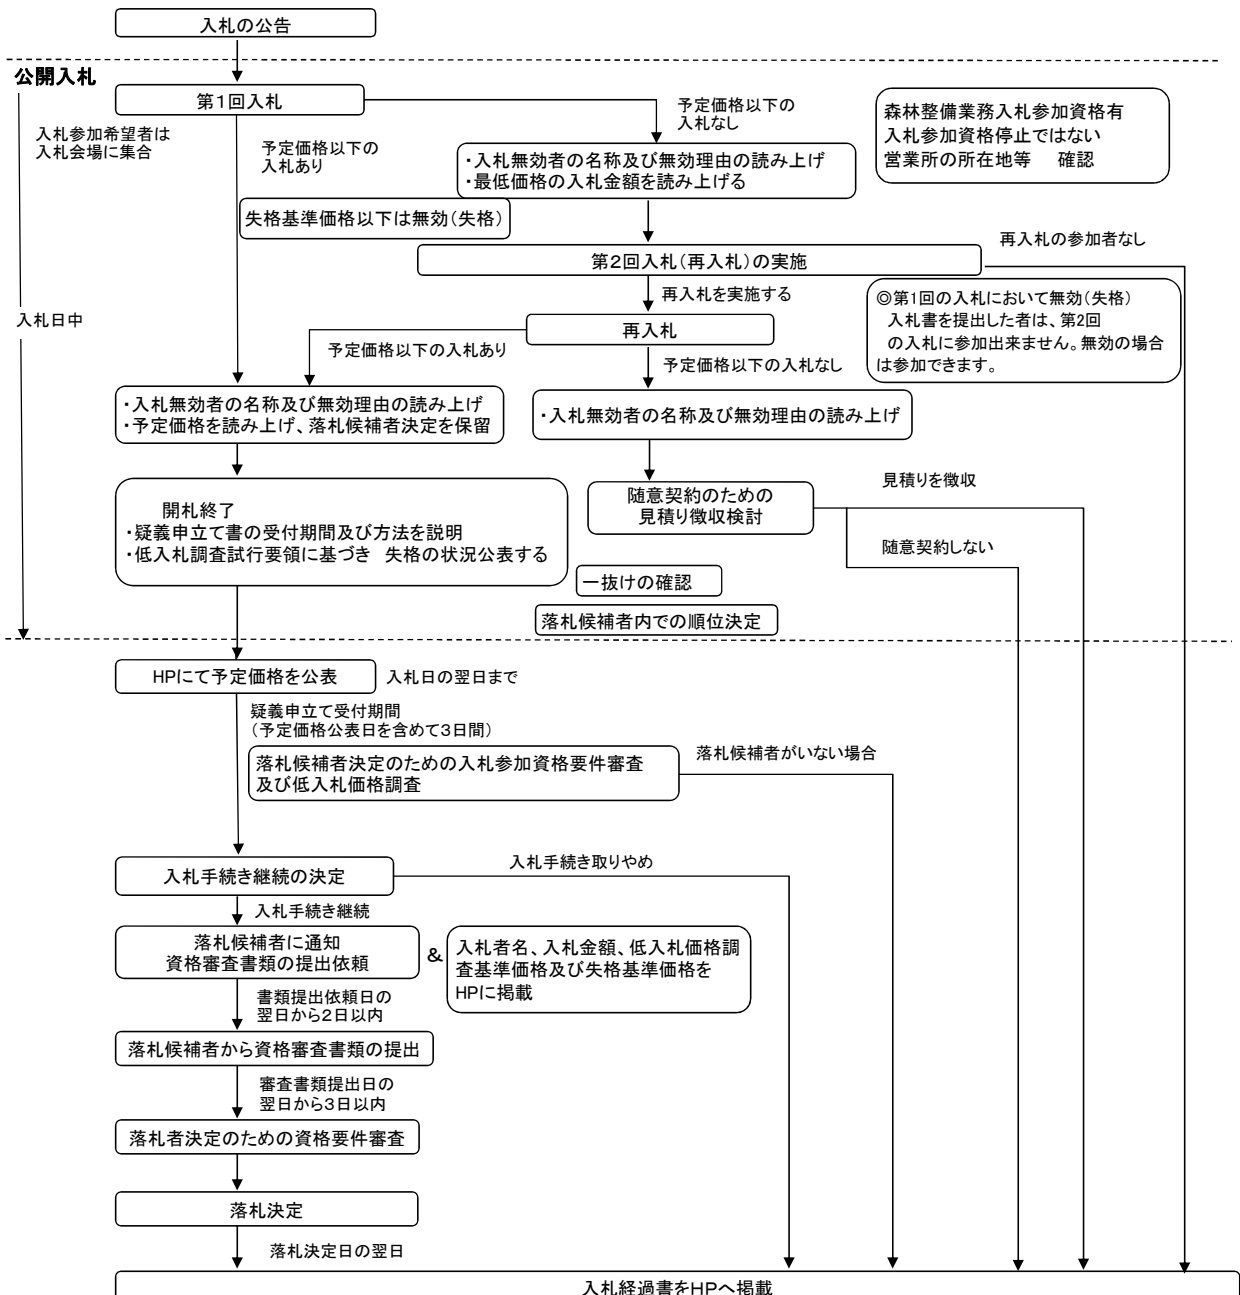 入札の公告
公開入札
第１回入札
入札参加希望者は
入札会場に集合
予定価格以下の
入札あり
予定価格以下の
入札なし
森林整備業務入札参加資格有
入札参加資格停止ではない
営業所の所在地等　確認
・入札無効者の名称及び無効理由の読み上げ
・最低価格の入札金額を読み上げる
失格基準価格以下は無効（失格）
第２回入札（再入札）の実施
再入札の参加者なし
再入札を実施する
◎第１回の入札において無効（失格）
入札書を提出した者は、第2回
の入札に参加出来ません。無効の場合
は参加できます。
入札日中
再入札
予定価格以下の入札あり
予定価格以下の入札なし
・入札無効者の名称及び無効理由の読み上げ
・予定価格を読み上げ、落札候補者決定を保留
・入札無効者の名称及び無効理由の読み上げ
開札終了
・疑義申立て書の受付期間及び方法を説明
・低入札調査試行要領に基づき　失格の状況公表する
随意契約のための
見積り徴収検討
見積りを徴収
随意契約しない
一抜けの確認
落札候補者内での順位決定
HPにて予定価格を公表
入札日の翌日まで
疑義申立て受付期間
（予定価格公表日を含めて３日間）
落札候補者決定のための入札参加資格要件審査
及び低入札価格調査
落札候補者がいない場合
入札手続き継続の決定
入札手続き取りやめ
入札手続き継続
落札候補者に通知
資格審査書類の提出依頼
＆
入札者名、入札金額、低入札価格調
査基準価格及び失格基準価格を
HPに掲載
書類提出依頼日の
翌日から２日以内
落札候補者から資格審査書類の提出
審査書類提出日の
翌日から３日以内
落札者決定のための資格要件審査
落札決定
落札決定日の翌日
入札経過書をHPへ掲載